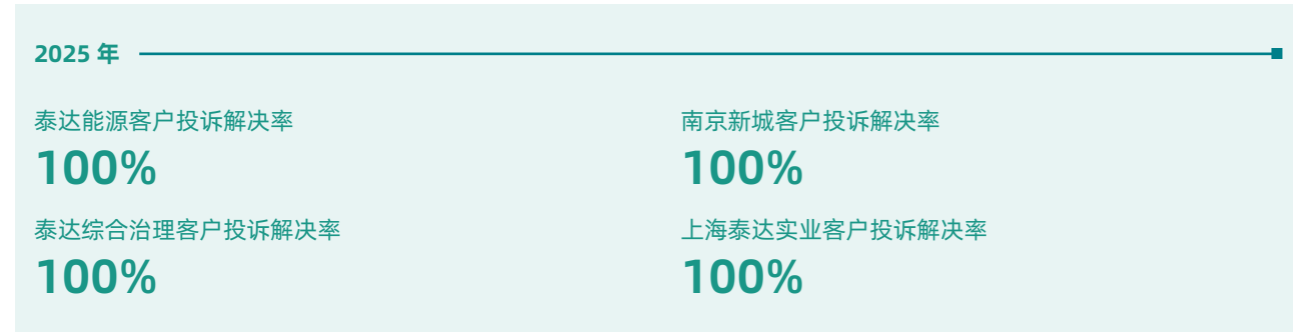 2025 年
泰达能源客户投诉解决率
100%
南京新城客户投诉解决率
100%
泰达综合治理客户投诉解决率
100%
上海泰达实业客户投诉解决率
100%